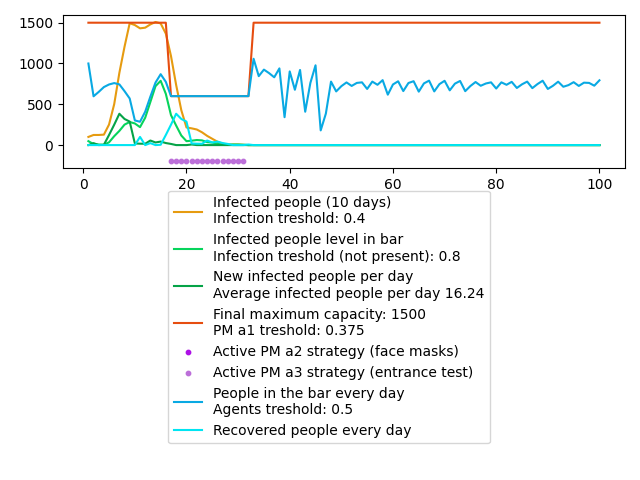 1500
1000
500
0
0 20 40 60 80 100
Infected people (10 days)
Infection treshold: 0.4
Infected people level in bar
Infection treshold (not present): 0.8
New infected people per day
Average infected people per day 16.24
Final maximum capacity: 1500
PM a1 treshold: 0.375
Active PM a2 strategy (face masks)
Active PM a3 strategy (entrance test)
People in the bar every day
Agents treshold: 0.5
Recovered people every day